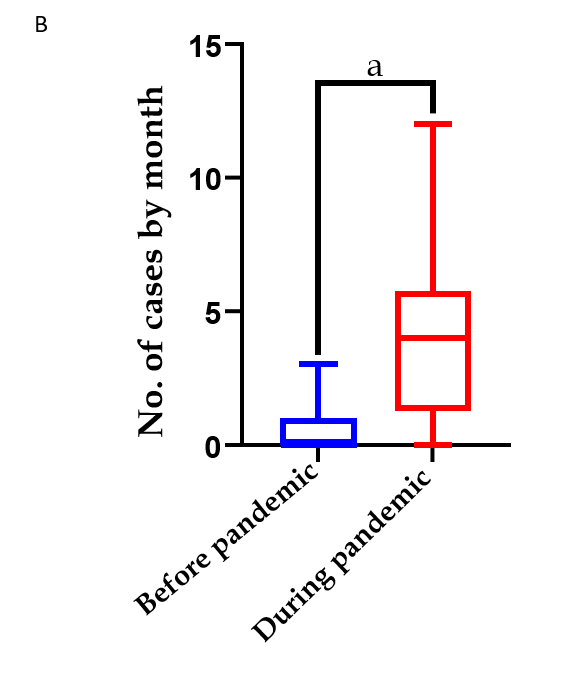 B
15
a
10
5
0
No. of cases by month
Before pandemic
During pandemic